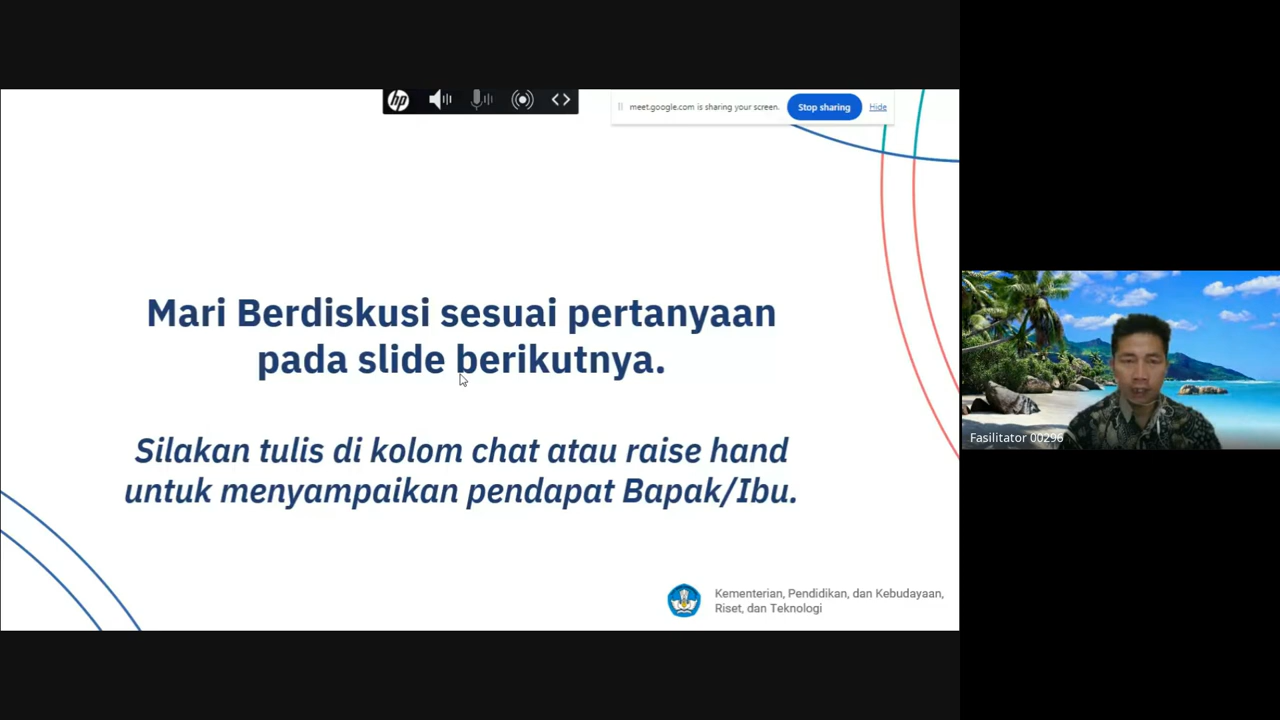 hp
meet.google.com is sharing your screen.
Stop sharing
Hide
Mari Berdiskusi sesuai pertanyaan
pada slide berikutnya.
Silakan tulis di kolom chat atau raise hand
untuk menyampaikan pendapat Bapak/Ibu.
Kementerian, Pendidikan, dan Kebudayaan,
Riset, dan Teknologi
Fasilitator 00296